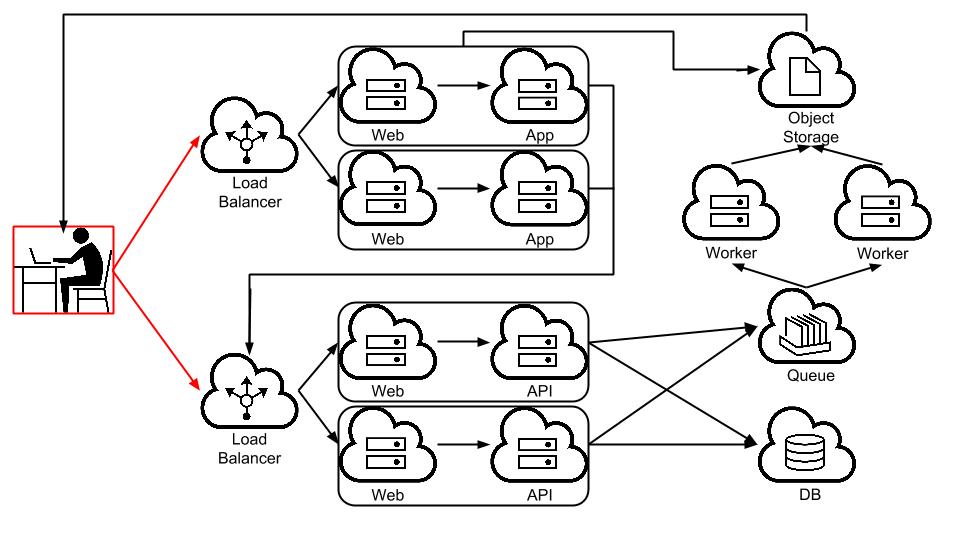 Object
Storage
Web
App
Load
Balancer
Web
App
Worker
Worker
Web
API
Queue
Load
Balancer
Web
API
DB